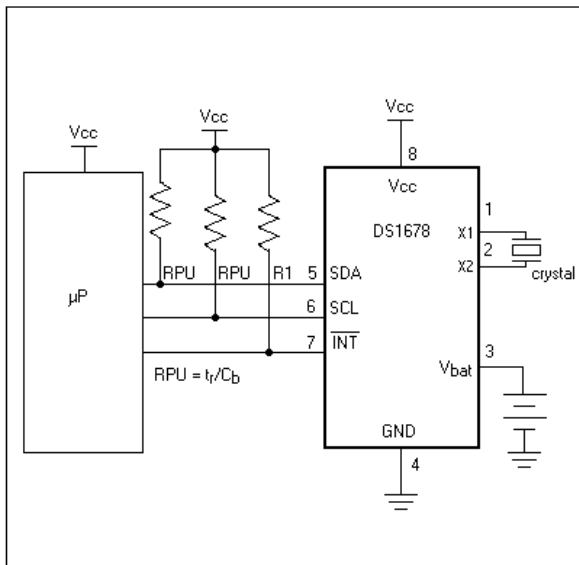 Vcc
Vcc
Vcc
8
Vcc
1
DS1678
X1
2
X2
crystal
RPU
RPU
R1
5
SDA
µP
6
SCL
7
INT
3
RPU = tr/Cb
Vbat
GND
4